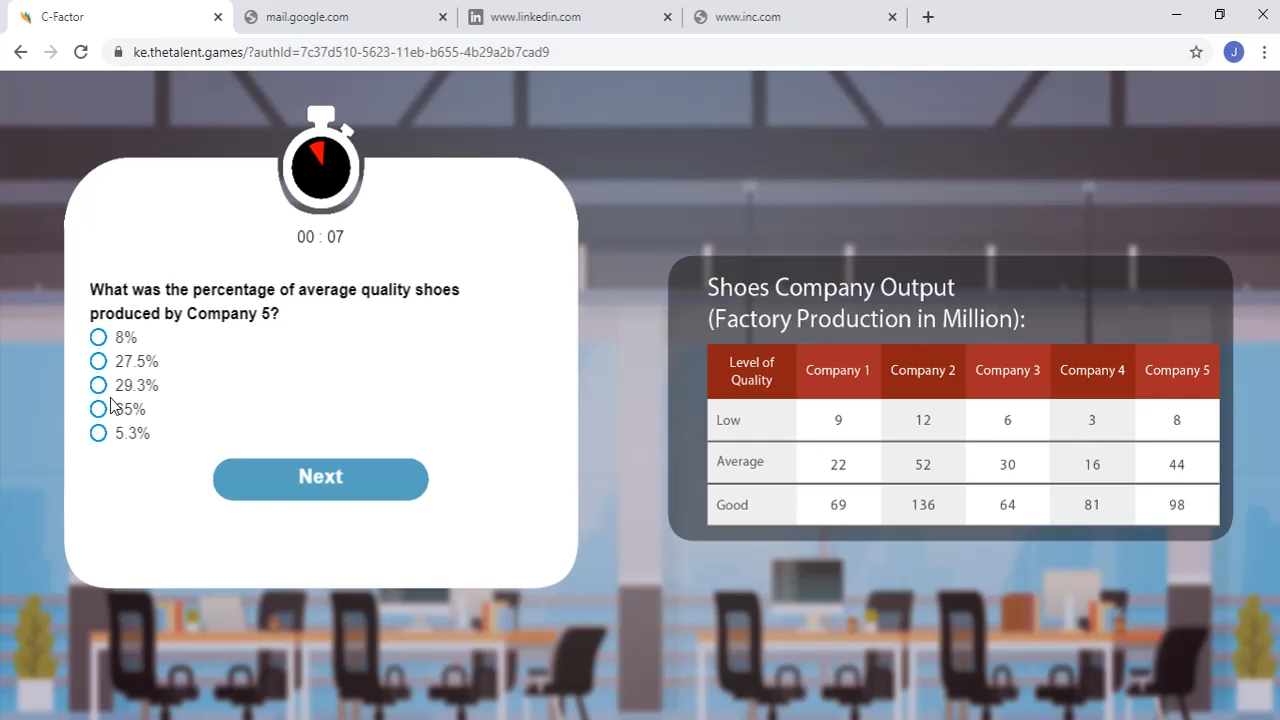 C-Factor
mail.google.com
www.linkedin.com
www.inc.com
ke.thetalent.games/?authId=7c37d510-5623-11eb-b655-4b29a2b7cad9
J
00 : 07
What was the percentage of average quality shoes
produced by Company 5?
8%
27.5%
29.3%
5.3%
Next
Shoes Company Output
(Factory Production in Million):
Level of Quality Company 1 Company 2 Company 3 Company 4 Company 5
Low 9 12 6 3 8
Average 22 52 30 16 44
Good 69 136 64 81 98